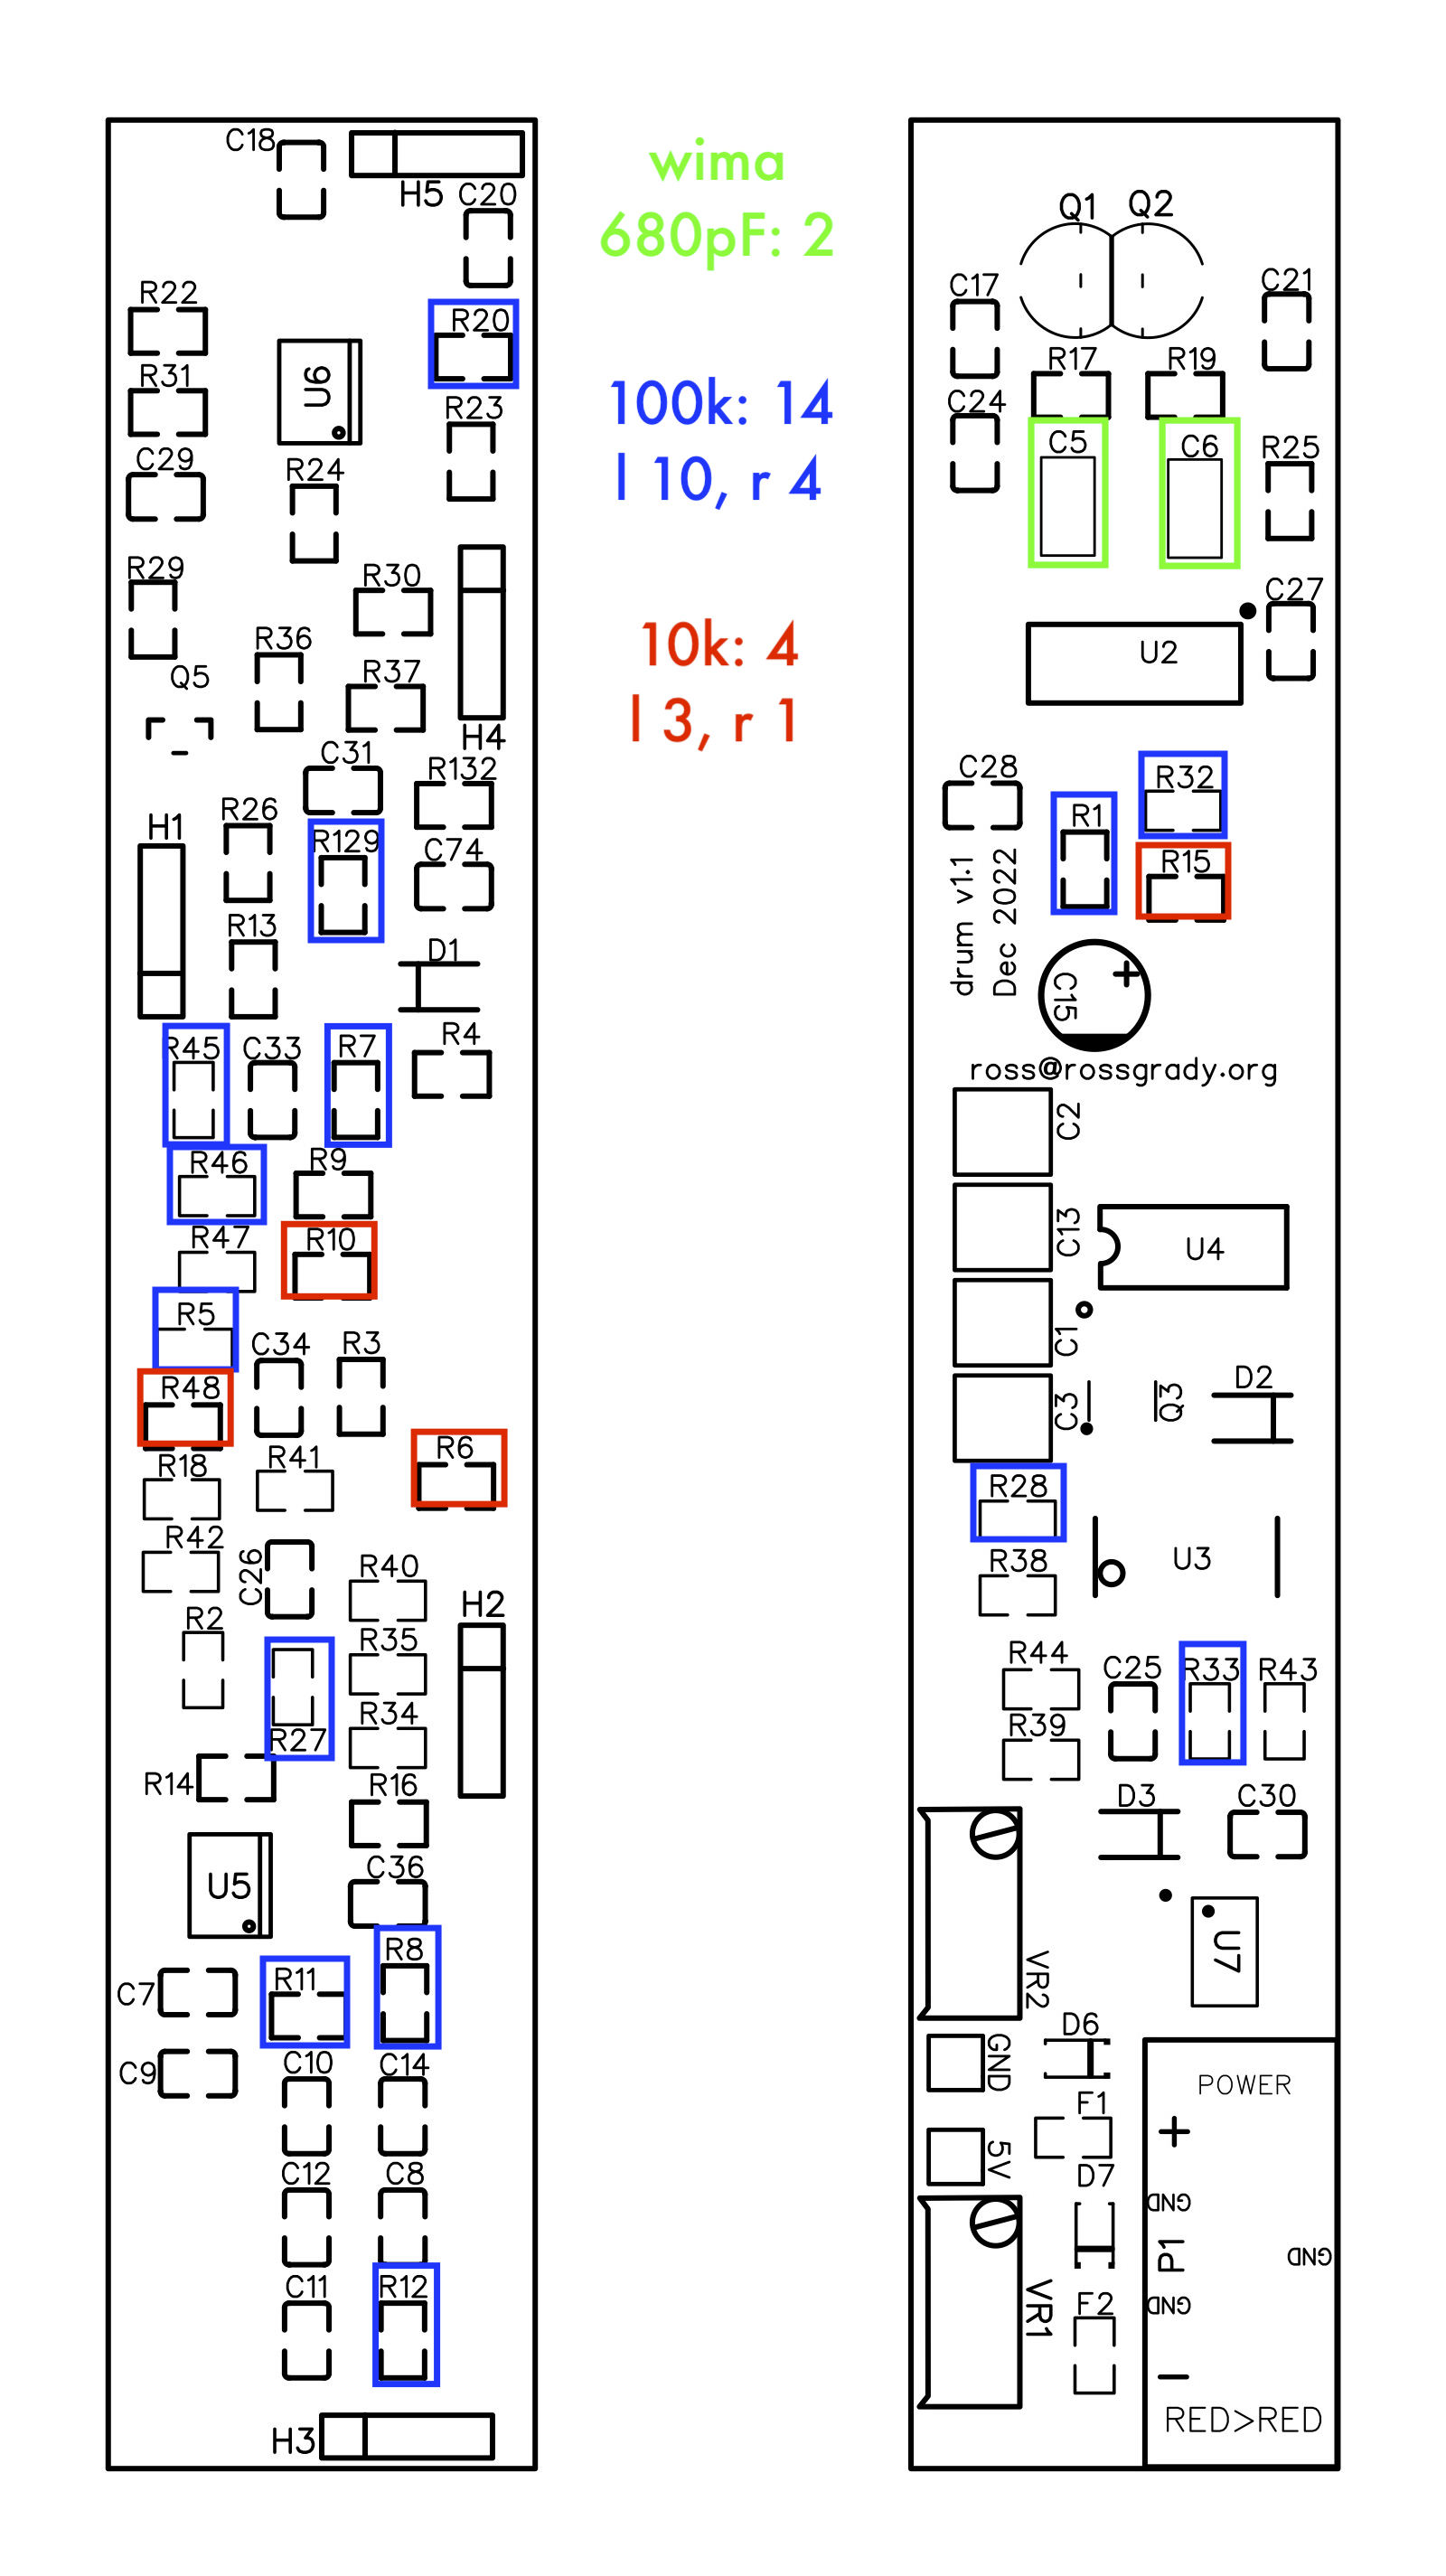 C18
H5
C20
R22
R20
R31
U6
R23
C29
R24
R29
R30
R36
Q5
R37
H4
C31
R132
R26
H1
R129
C74
R13
D1
R45
C33
R7
R4
R46
R9
R47
R10
R5
C34
R3
R48
R41
R6
R18
R42
C26
R40
H2
R2
R35
R34
R27
R14
R16
U5
C36
R8
C7
R11
C9
C10
C14
C12
C8
C11
R12
H3
wima
680pF: 2
100k: 14
l 10, r 4
10k: 4
l 3, r 1
Q1
Q2
C17
C21
R17
R19
C24
C5
C6
R25
C27
U2
C28
R32
R1
R15
drum v1.1
Dec 2022
C15
ross@rossgrady.org
C2
C13
U4
C1
C3
Q3
D2
R28
U3
R38
R44
C25
R33
R43
R39
D3
C30
VR2
U7
GND
D6
POWER
F1
+
5V
D7
GND
P1
GND
GND
F2
VR1
−
RED>RED